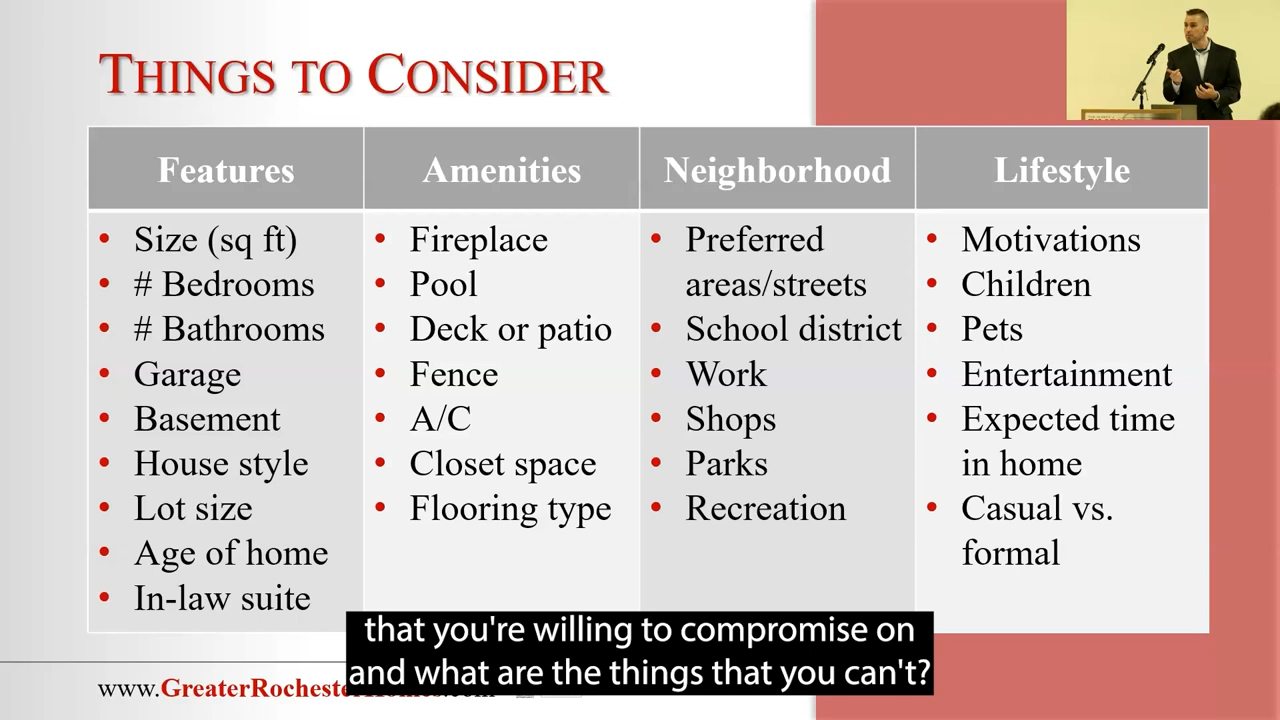 THINGS TO CONSIDER
Features
Size (sq ft)
# Bedrooms
# Bathrooms
Garage
Basement
House style
Lot size
Age of home
In-law suite
Amenities
Fireplace
Pool
Deck or patio
Fence
A/C
Closet space
Flooring type
Neighborhood
Preferred
areas/streets
School district
Work
Shops
Parks
Recreation
Lifestyle
Motivations
Children
Pets
Entertainment
Expected time
in home
Casual vs.
formal
that you're willing to compromise on
and what are the things that you can't?
www.GreaterRochesterHomes.com